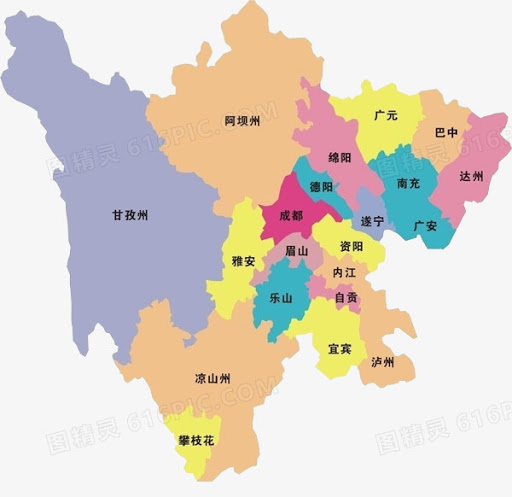 阿坝州
广元
巴中
绵阳
达州
德阳
南充
甘孜州
成都
遂宁
广安
资阳
眉山
雅安
内江
乐山
自贡
宜宾
泸州
凉山州
攀枝花
图精灵 616PIC.COM
图精灵 616PIC
图精灵 616PIC.COM
图精灵 616P